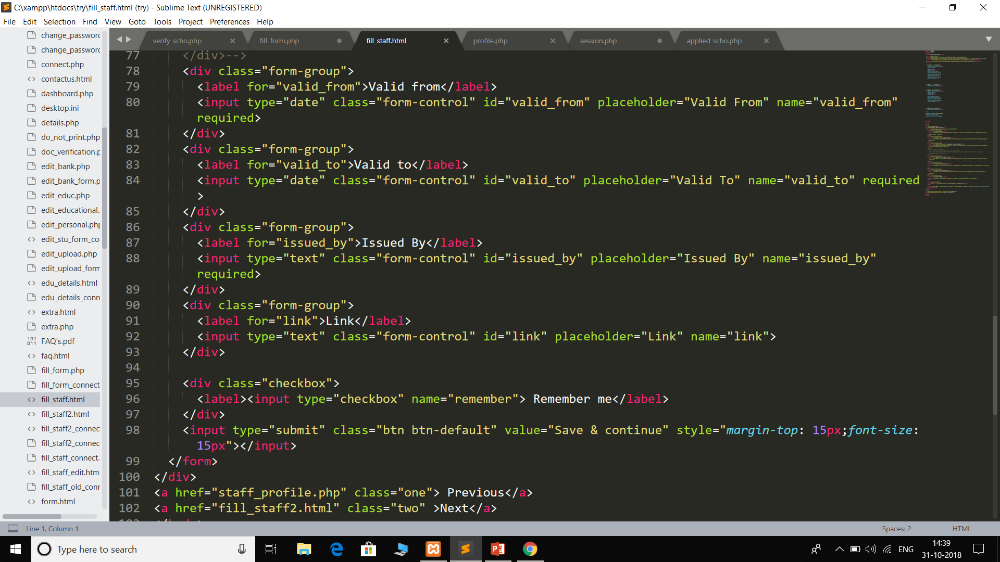 C:\xampp\htdocs\try\fill_staff.html (try) - Sublime Text (UNREGISTERED)
File Edit Selection Find View Goto Tools Project Preferences Help
verify_scho.php fill_form.php fill_staff.html profile.php session.php applied_scho.php
change_password
change_password
connect.php
contactus.html
dashboard.php
desktop.ini
details.php
do_not_print.php
doc_verification.p
edit_bank.php
edit_bank_form.p
edit_educ.php
edit_educational.
edit_personal.php
edit_stu_form_co
edit_upload.php
edit_upload_form
edu_details.html
edu_details_conn
extra.html
extra.php
FAQ's.pdf
faq.html
fill_form.php
fill_form_connect
fill_staff.html
fill_staff2.html
fill_staff2_connec
fill_staff2_connec
fill_staff_connect.
fill_staff_edit.htm
fill_staff_old_conr
form.html
77 </div>-->
78 <div class="form-group">
79 <label for="valid_from">Valid from</label>
80 <input type="date" class="form-control" id="valid_from" placeholder="Valid From" name="valid_from"
required>
81 </div>
82 <div class="form-group">
83 <label for="valid_to">Valid to</label>
84 <input type="date" class="form-control" id="valid_to" placeholder="Valid To" name="valid_to" required
>
85 </div>
86 <div class="form-group">
87 <label for="issued_by">Issued By</label>
88 <input type="text" class="form-control" id="issued_by" placeholder="Issued By" name="issued_by"
required>
89 </div>
90 <div class="form-group">
91 <label for="link">Link</label>
92 <input type="text" class="form-control" id="link" placeholder="Link" name="link">
93 </div>
94
95 <div class="checkbox">
96 <label><input type="checkbox" name="remember"> Remember me</label>
97 </div>
98 <input type="submit" class="btn btn-default" value="Save & continue" style="margin-top: 15px;font-size:
15px"></input>
99 </form>
100 </div>
101 <a href="staff_profile.php" class="one"> Previous</a>
102 <a href="fill_staff2.html" class="two" >Next</a>
Line 1, Column 1 Spaces: 2 HTML
Type here to search
ENG
14:39
31-10-2018